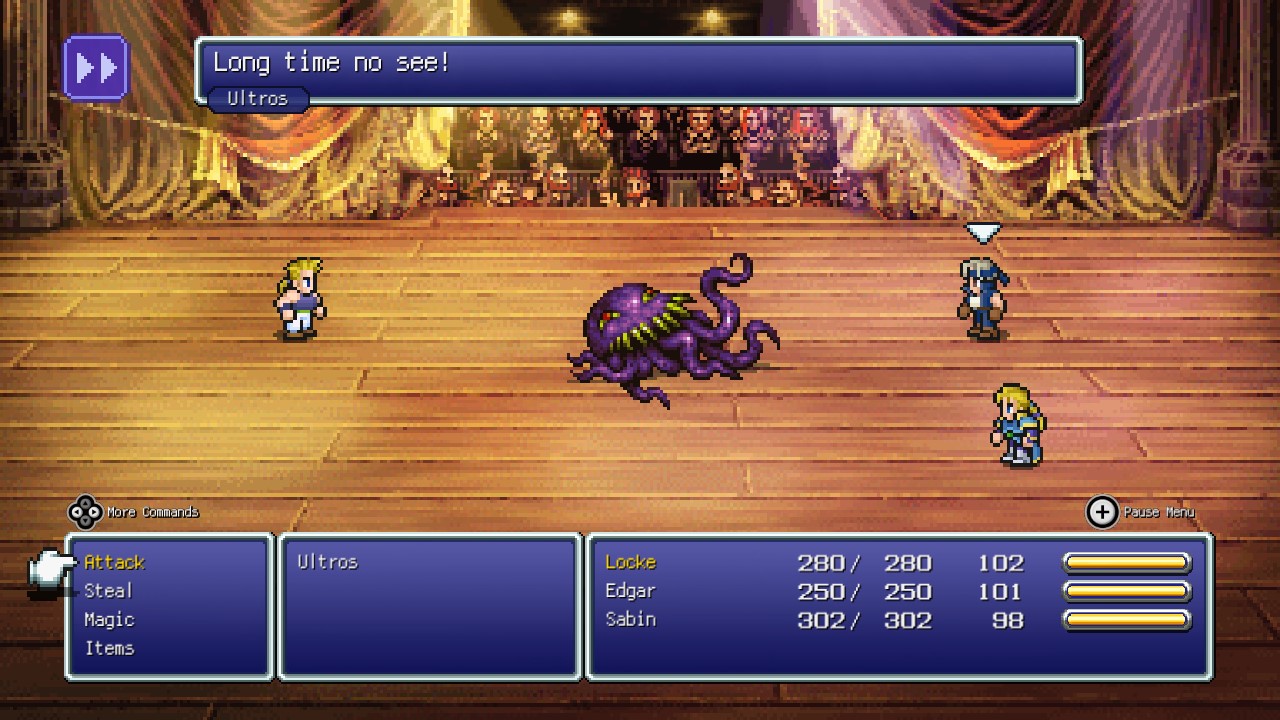 Long time no see!
Ultros
More Commands
Pause Menu
Attack
Steal
Magic
Items
Ultros
Locke 280/ 280 102
Edgar 250/ 250 101
Sabin 302/ 302 98